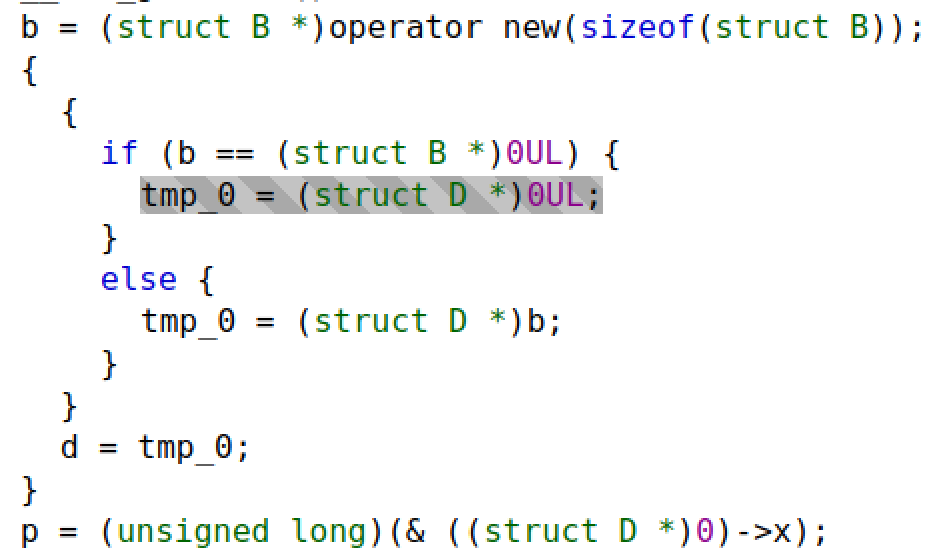 b = (struct B *)operator new(sizeof(struct B));
{
  {
    if (b == (struct B *)0UL) {
      tmp_0 = (struct D *)0UL;
    }
    else {
      tmp_0 = (struct D *)b;
    }
  }
  d = tmp_0;
}
p = (unsigned long)(& ((struct D *)0)->x);